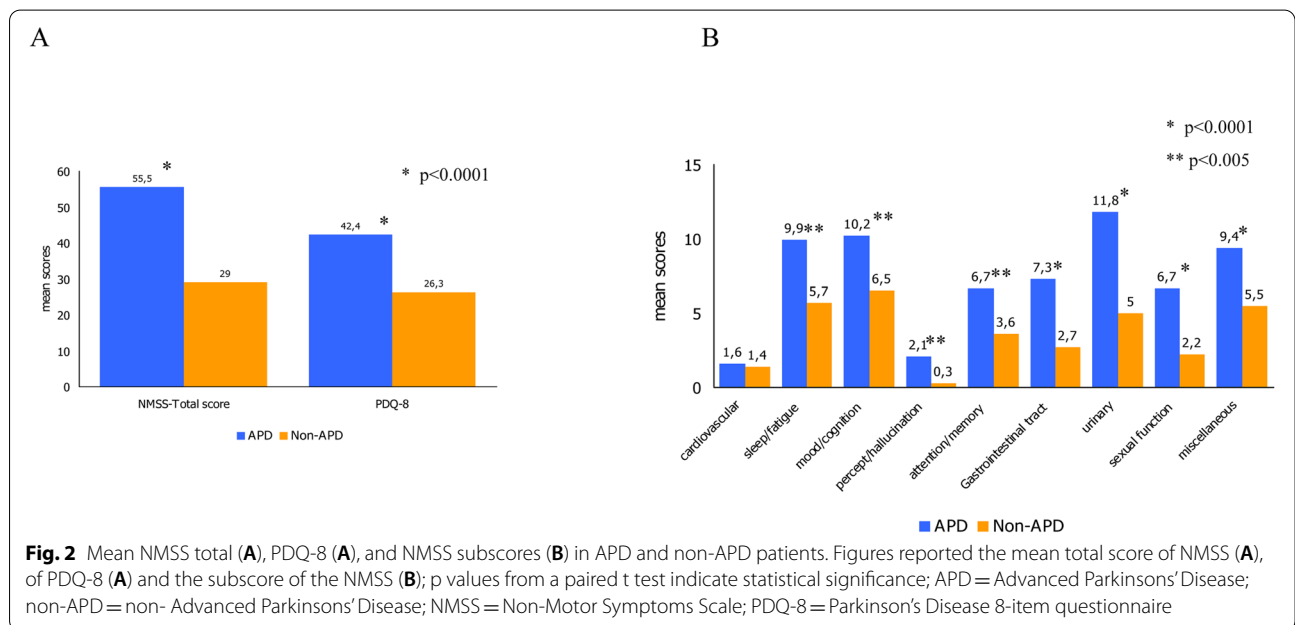 A
60
50
40
30
20
10
0
mean scores
55,5
*
29
42,4
*
26,3
* p<0.0001
NMSS-Total score
PDQ-8
APD
Non-APD
B
* p<0.0001
** p<0.005
15
10
5
0
mean scores
1,6
1,4
9,9**
5,7
10,2
**
6,5
2,1**
0,3
6,7**
3,6
7,3*
2,7
11,8*
5
6,7
*
2,2
9,4*
5,5
cardiovascular
sleep/fatigue
mood/cognition
percept/hallucination
attention/memory
Gastrointestinal tract
urinary
sexual function
miscellaneous
APD
Non-APD
Fig. 2 Mean NMSS total (A), PDQ-8 (A), and NMSS subscores (B) in APD and non-APD patients. Figures reported the mean total score of NMSS (A),
of PDQ-8 (A) and the subscore of the NMSS (B); p values from a paired t test indicate statistical significance; APD = Advanced Parkinsons' Disease;
non-APD = non- Advanced Parkinsons' Disease; NMSS = Non-Motor Symptoms Scale; PDQ-8 = Parkinson's Disease 8-item questionnaire